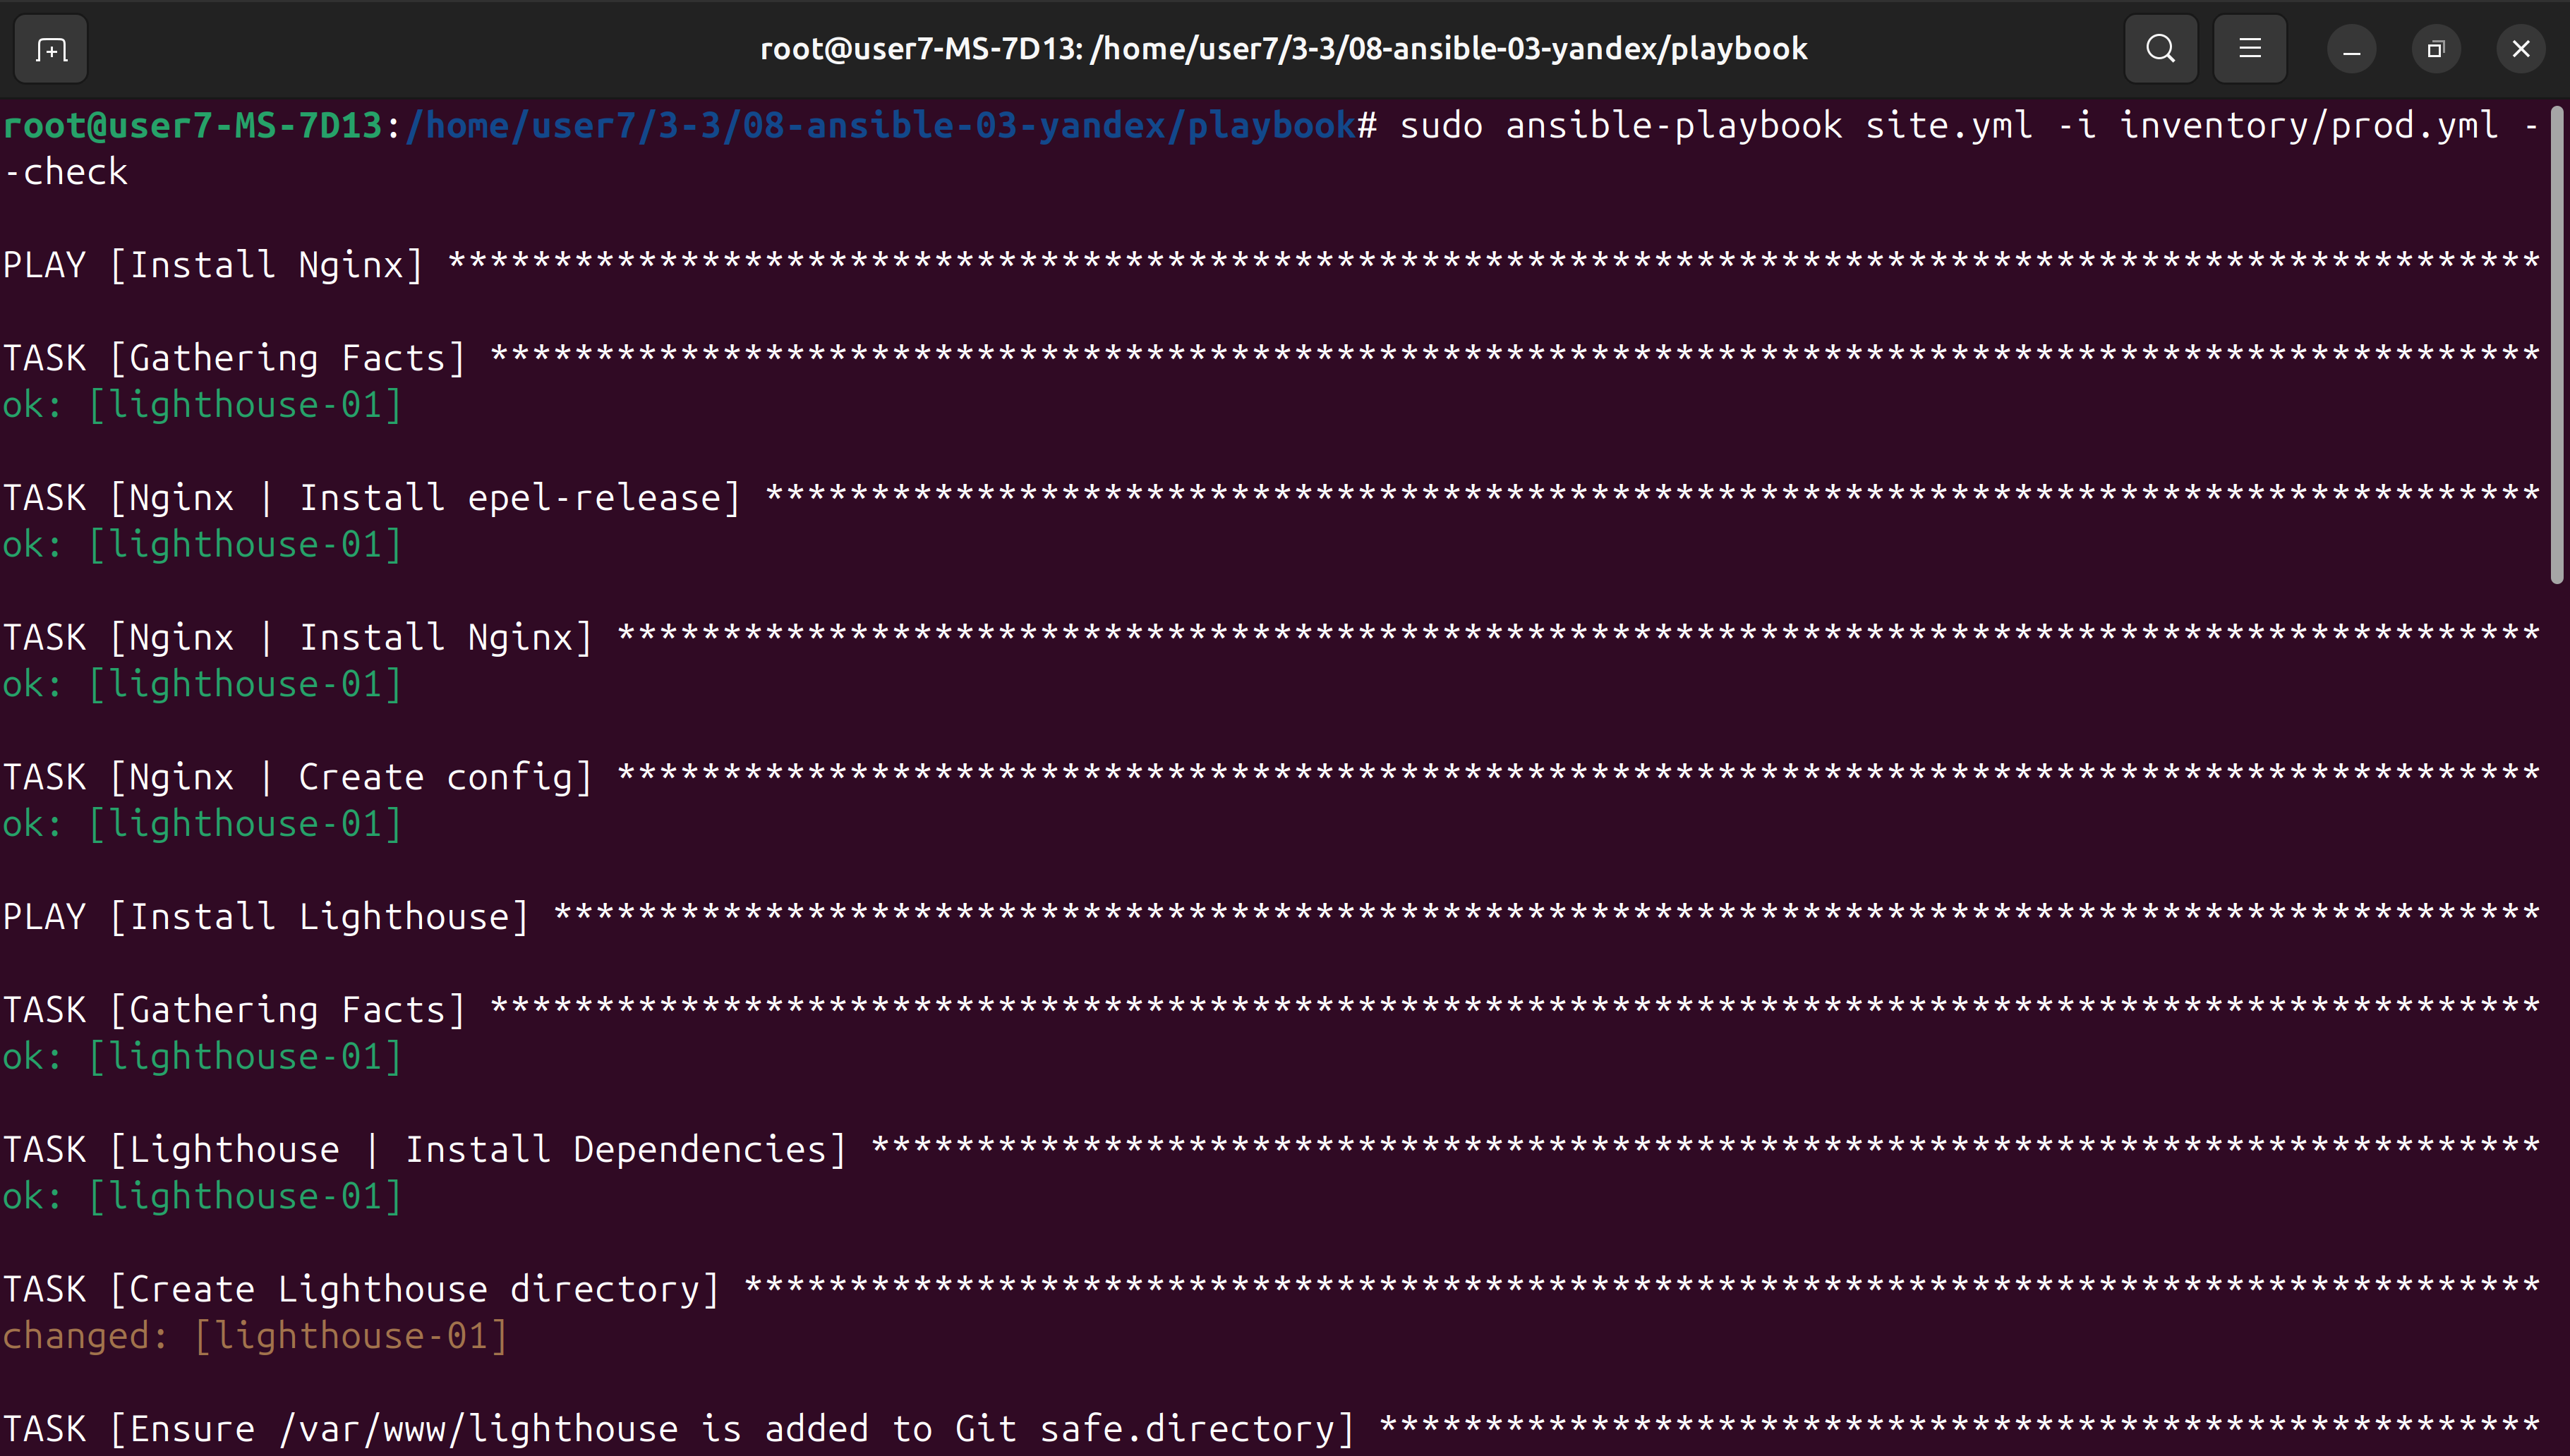 root@user7-MS-7D13: /home/user7/3-3/08-ansible-03-yandex/playbook
root@user7-MS-7D13:/home/user7/3-3/08-ansible-03-yandex/playbook# sudo ansible-playbook site.yml -i inventory/prod.yml -
-check
PLAY [Install Nginx] ***************************************************************************************************
TASK [Gathering Facts] *************************************************************************************************
ok: [lighthouse-01]
TASK [Nginx | Install epel-release] ************************************************************************************
ok: [lighthouse-01]
TASK [Nginx | Install Nginx] *******************************************************************************************
ok: [lighthouse-01]
TASK [Nginx | Create config] *******************************************************************************************
ok: [lighthouse-01]
PLAY [Install Lighthouse] **********************************************************************************************
TASK [Gathering Facts] *************************************************************************************************
ok: [lighthouse-01]
TASK [Lighthouse | Install Dependencies] *******************************************************************************
ok: [lighthouse-01]
TASK [Create Lighthouse directory] *************************************************************************************
changed: [lighthouse-01]
TASK [Ensure /var/www/lighthouse is added to Git safe.directory] *******************************************************